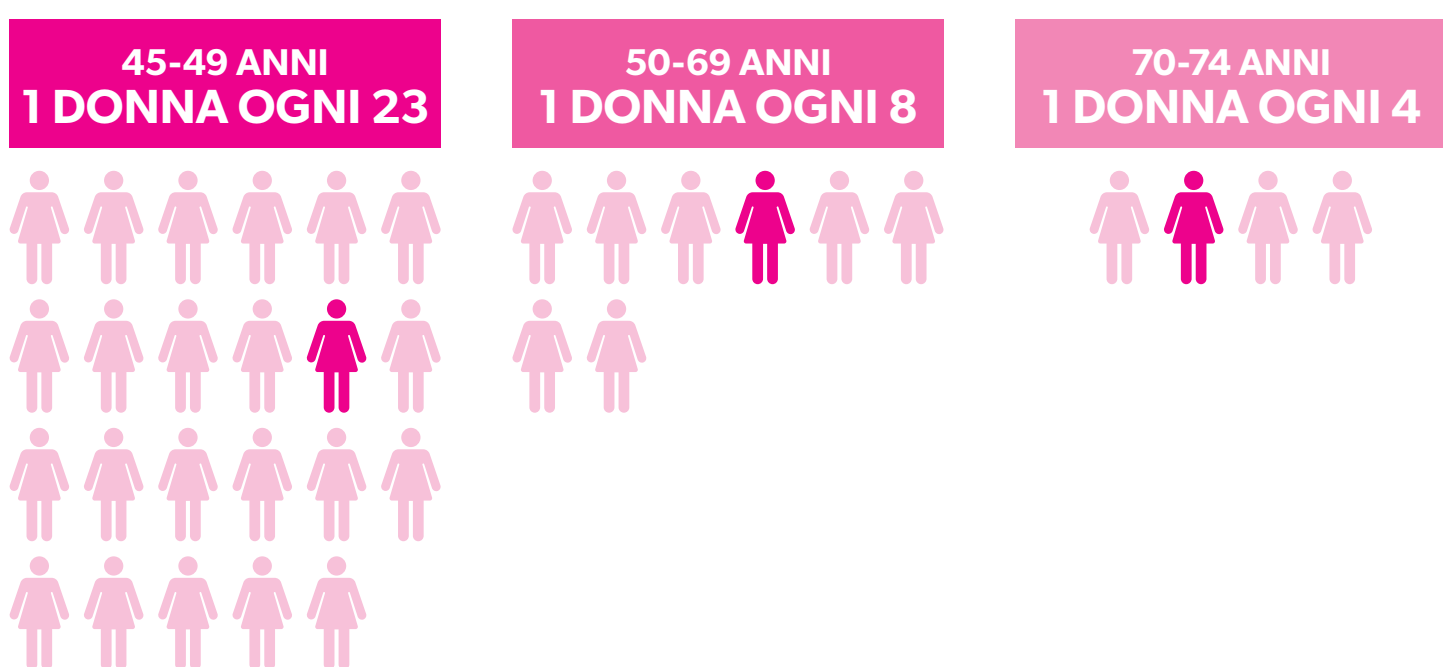 45-49 ANNI
1 DONNA OGNI 23
50-69 ANNI
1 DONNA OGNI 8
70-74 ANNI
1 DONNA OGNI 4